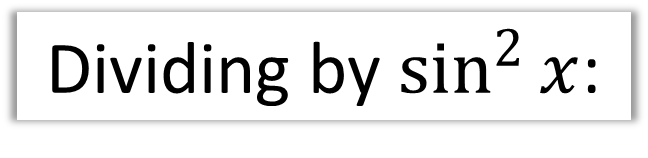 Dividing by sin² x: